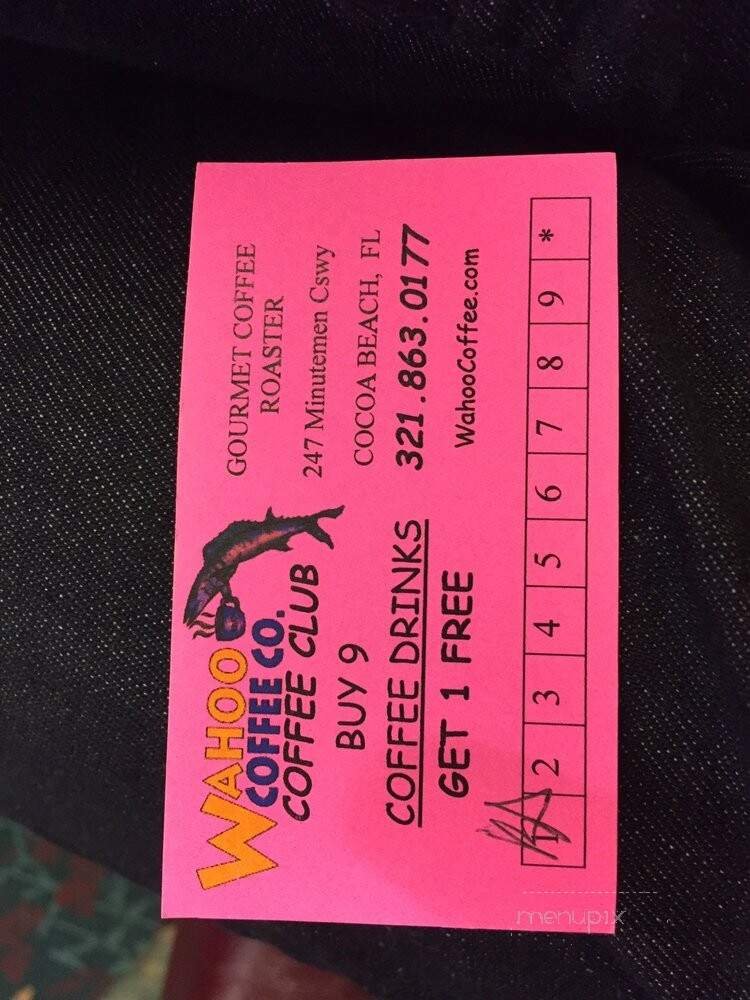 WAHOO
COFFEE CO.
COFFEE CLUB
BUY 9
COFFEE DRINKS
GET 1 FREE
GOURMET COFFEE
ROASTER
247 Minutemen Cswy
COCOA BEACH, FL
321.863.0177
WahooCoffee.com
1 2 3 4 5 6 7 8 9 *
menupix